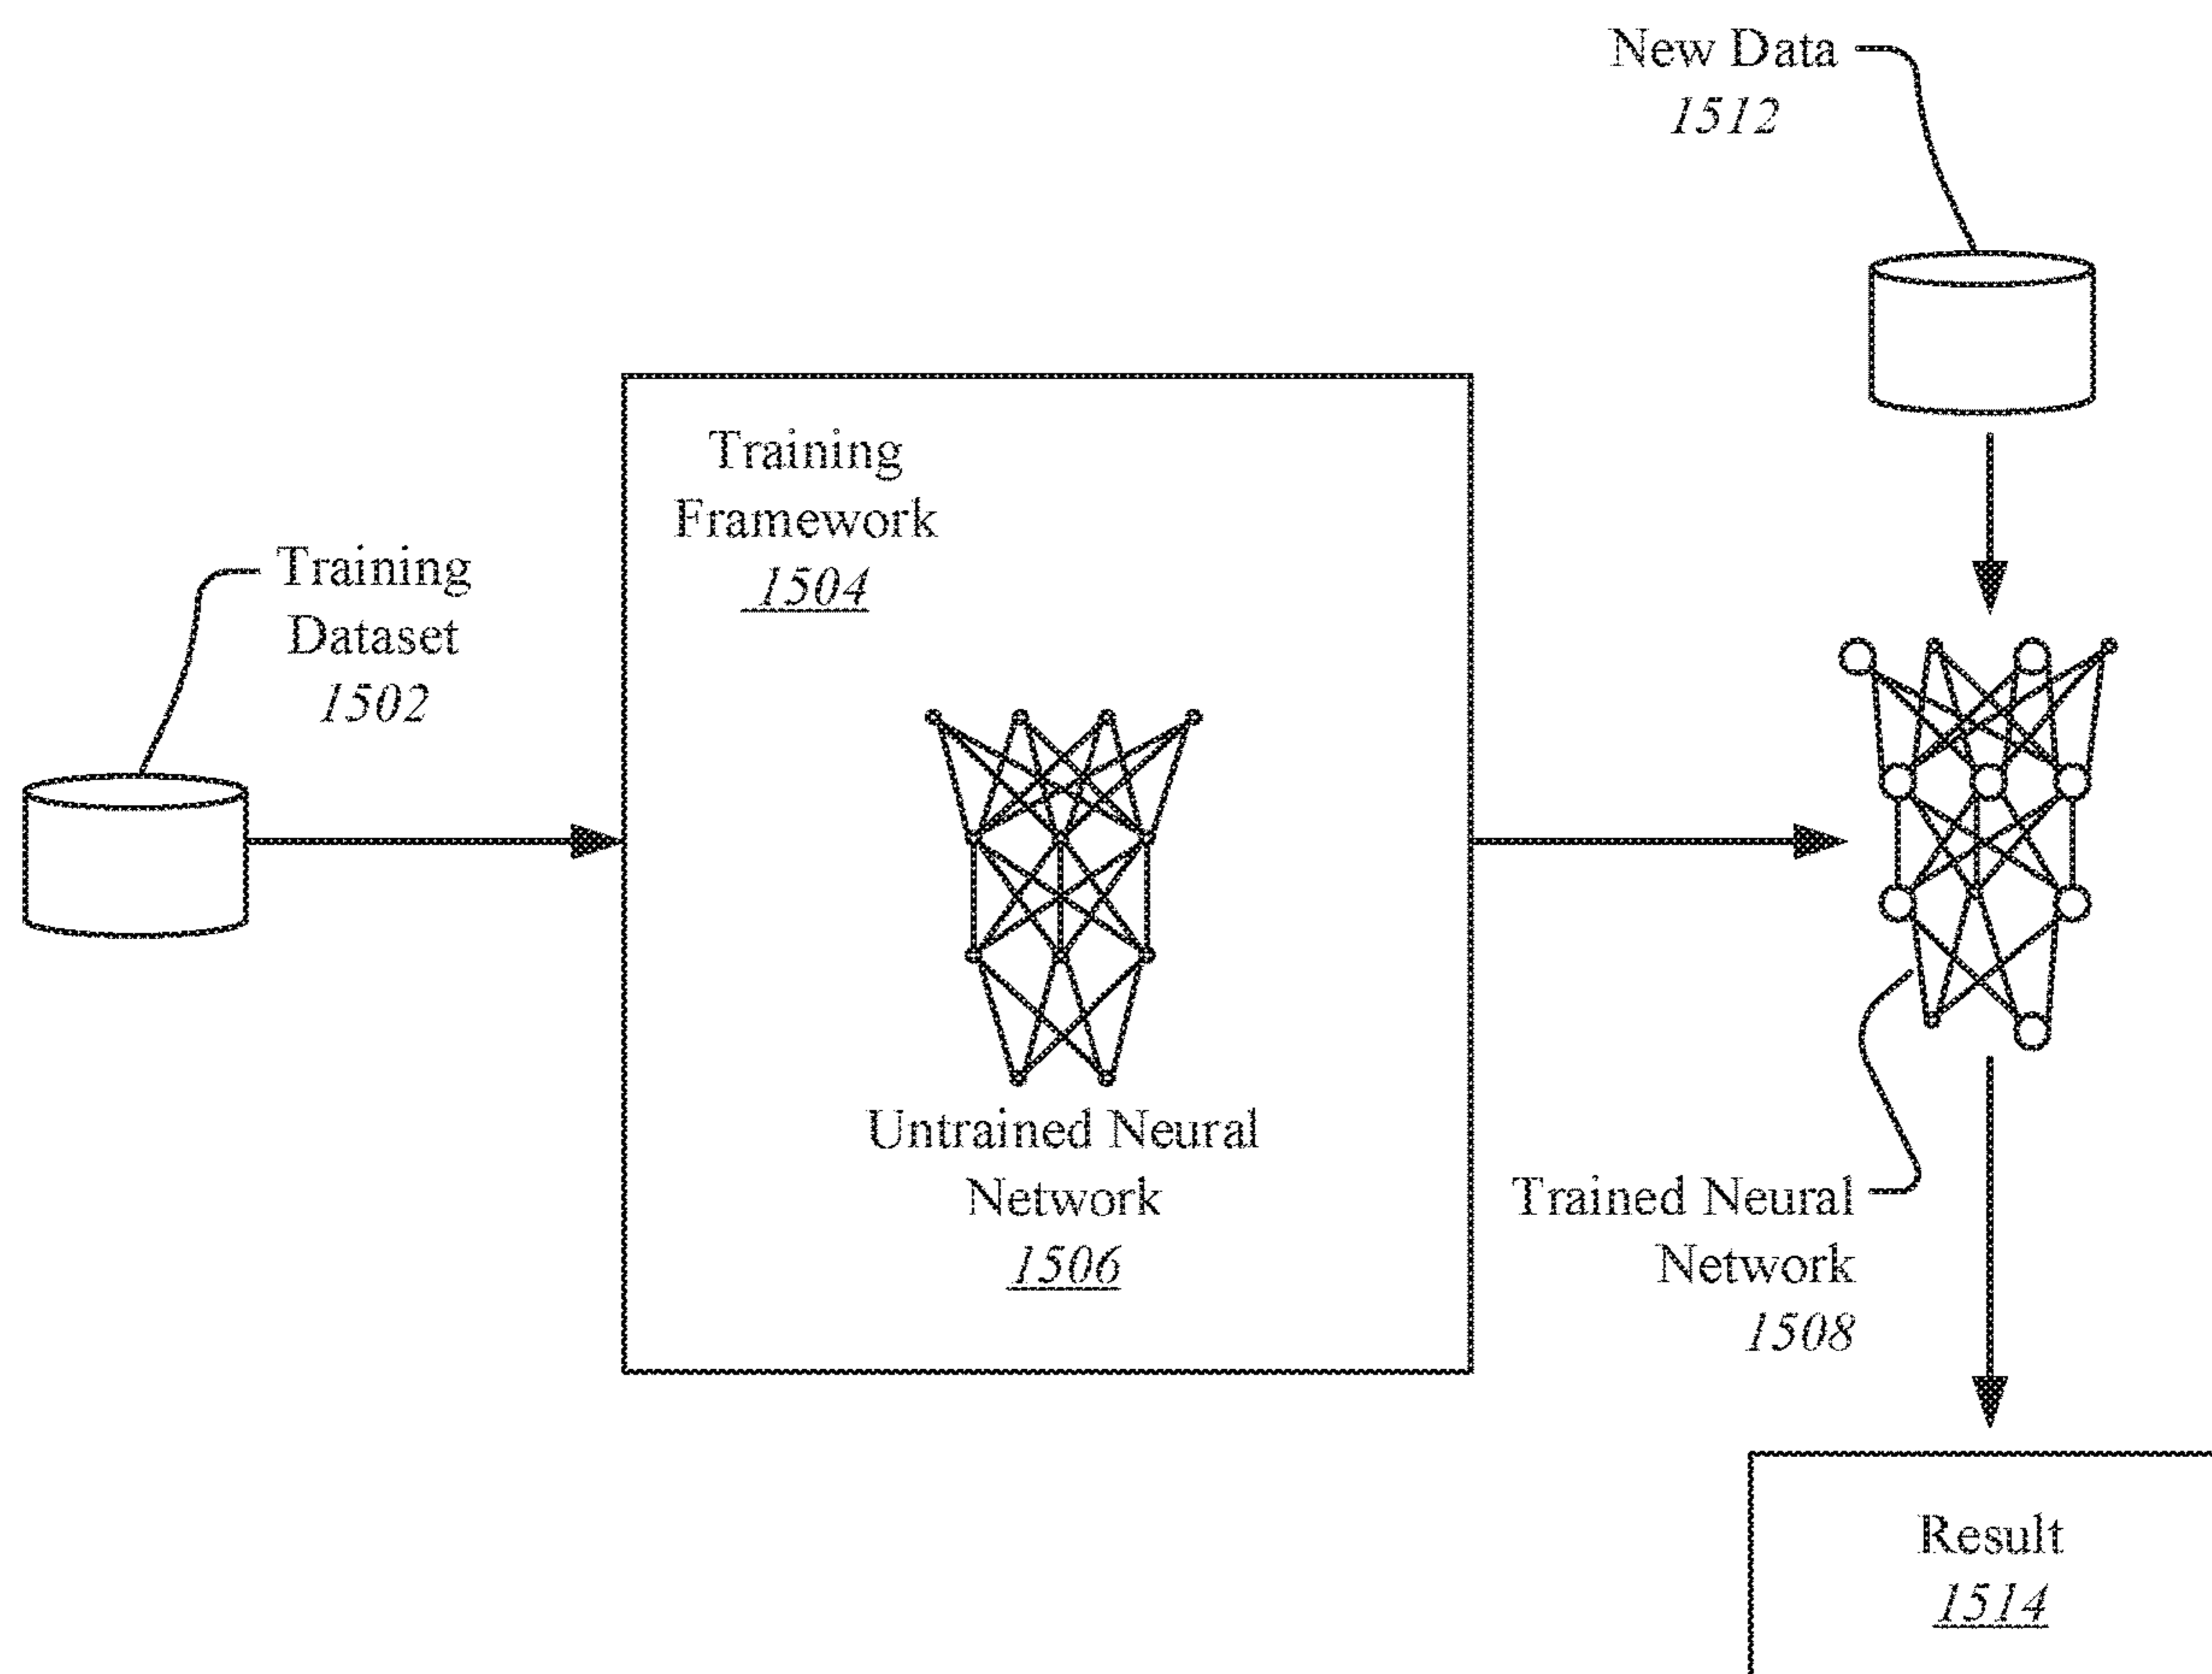 New Data
1512
Training
Framework
1504
Training
Dataset
1502
Untrained Neural
Network
1506
Trained Neural
Network
1508
Result
1514